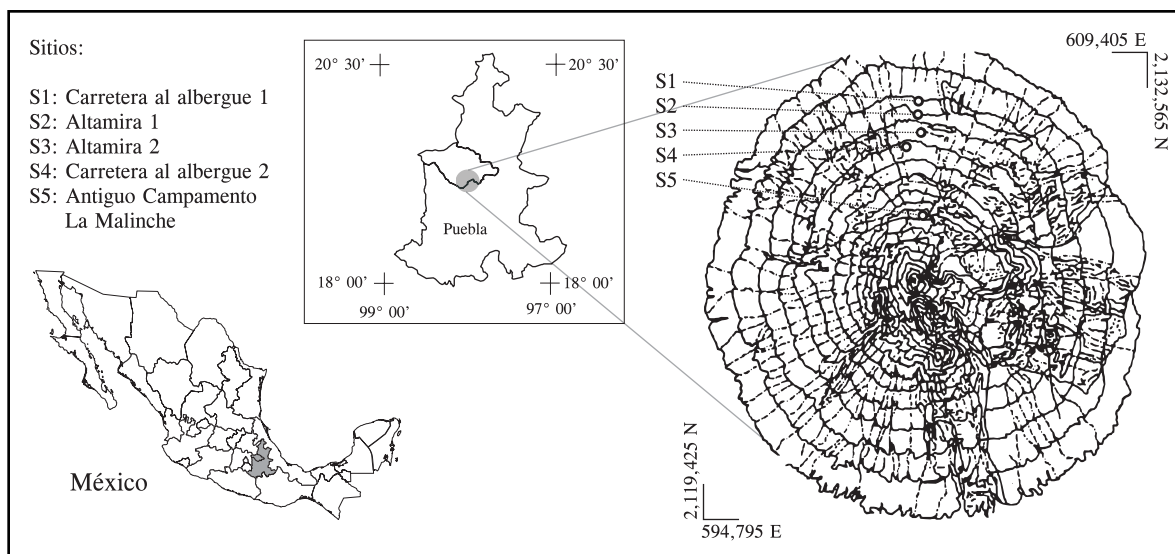 Sitios:
S1: Carretera al albergue 1
S2: Altamira 1
S3: Altamira 2
S4: Carretera al albergue 2
S5: Antiguo Campamento
La Malinche
México
20° 30’
20° 30’
Puebla
18° 00’
18° 00’
99° 00’
97° 00’
S1
S2
S3
S4
S5
609,405 E
2,132,565 N
2,119,425 N
594,795 E